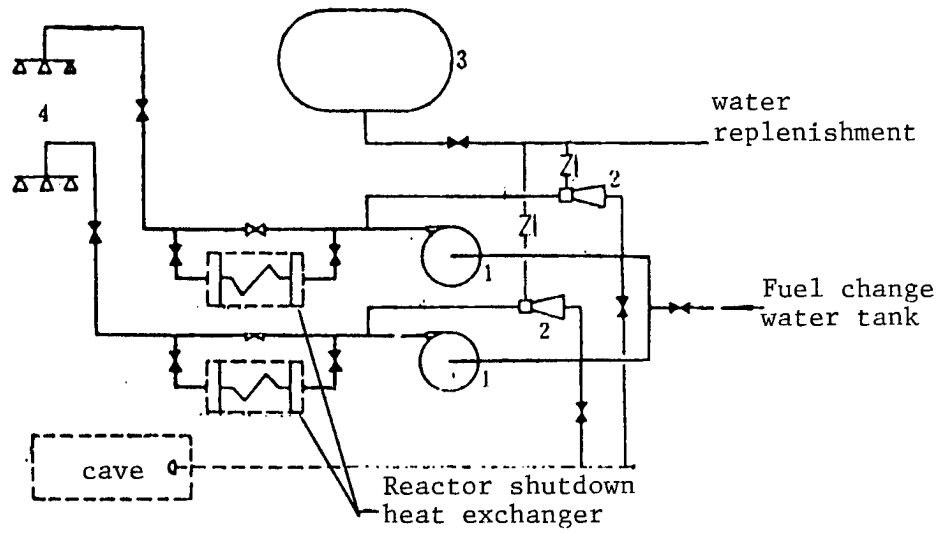 3
4
water
replenishment
2
1
Fuel change
water tank
2
1
cave
Reactor shutdown
heat exchanger